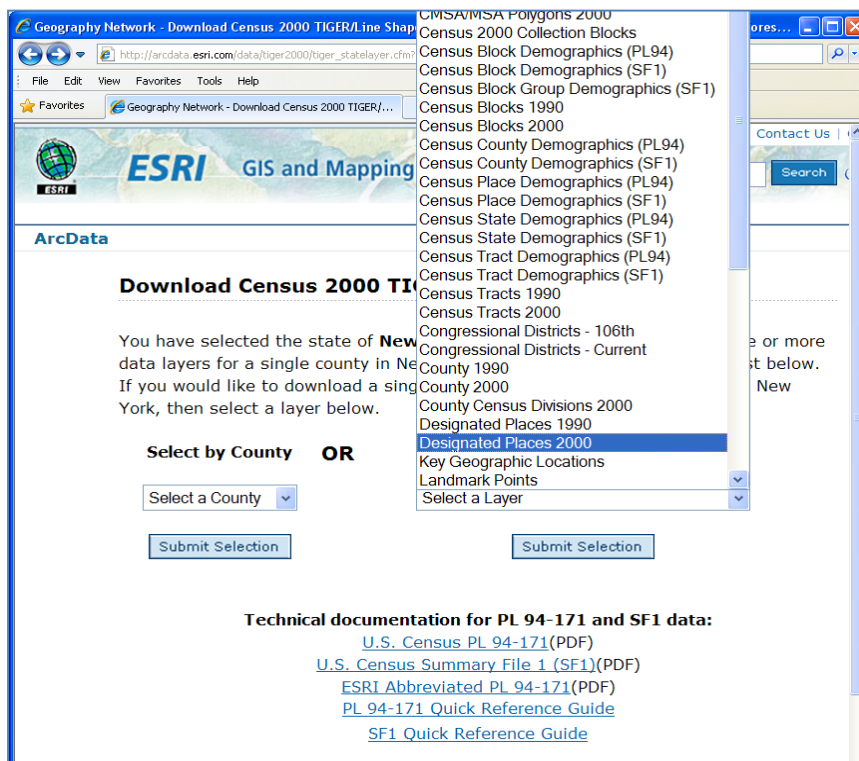 Geography Network - Download Census 2000 TIGER/Line Shap
ores...
http://arcdata.esri.com/data/tiger2000/tiger_statelayer.cfm?
File Edit View Favorites Tools Help
Favorites
Geography Network - Download Census 2000 TIGER/...
Contact Us |
ESRI
ESRI
GIS and Mapping
Search
ArcData
Download Census 2000 TI
You have selected the state of New
e or more
data layers for a single county in Ne
st below.
If you would like to download a sing
New
York, then select a layer below.
CMSA/MSA Polygons 2000
Census 2000 Collection Blocks
Census Block Demographics (PL94)
Census Block Demographics (SF1)
Census Block Group Demographics (SF1)
Census Blocks 1990
Census Blocks 2000
Census County Demographics (PL94)
Census County Demographics (SF1)
Census Place Demographics (PL94)
Census Place Demographics (SF1)
Census State Demographics (PL94)
Census State Demographics (SF1)
Census Tract Demographics (PL94)
Census Tract Demographics (SF1)
Census Tracts 1990
Census Tracts 2000
Congressional Districts - 106th
Congressional Districts - Current
County 1990
County 2000
County Census Divisions 2000
Designated Places 1990
Designated Places 2000
Key Geographic Locations
Landmark Points
Select by County OR
Select a County
Select a Layer
Submit Selection
Submit Selection
Technical documentation for PL 94-171 and SF1 data:
U.S. Census PL 94-171(PDF)
U.S. Census Summary File 1 (SF1)(PDF)
ESRI Abbreviated PL 94-171(PDF)
PL 94-171 Quick Reference Guide
SF1 Quick Reference Guide